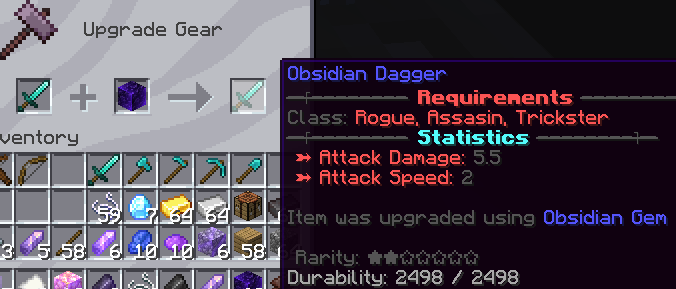 Upgrade Gear
ventory
59 7 64 64
3 5 58 6 10 10 6 58
Obsidian Dagger
Requirements
Class: Rogue, Assasin, Trickster
Statistics
Attack Damage: 5.5
Attack Speed: 2
Item was upgraded using Obsidian Gem
Rarity: ★★☆☆☆☆☆
Durability: 2498 / 2498